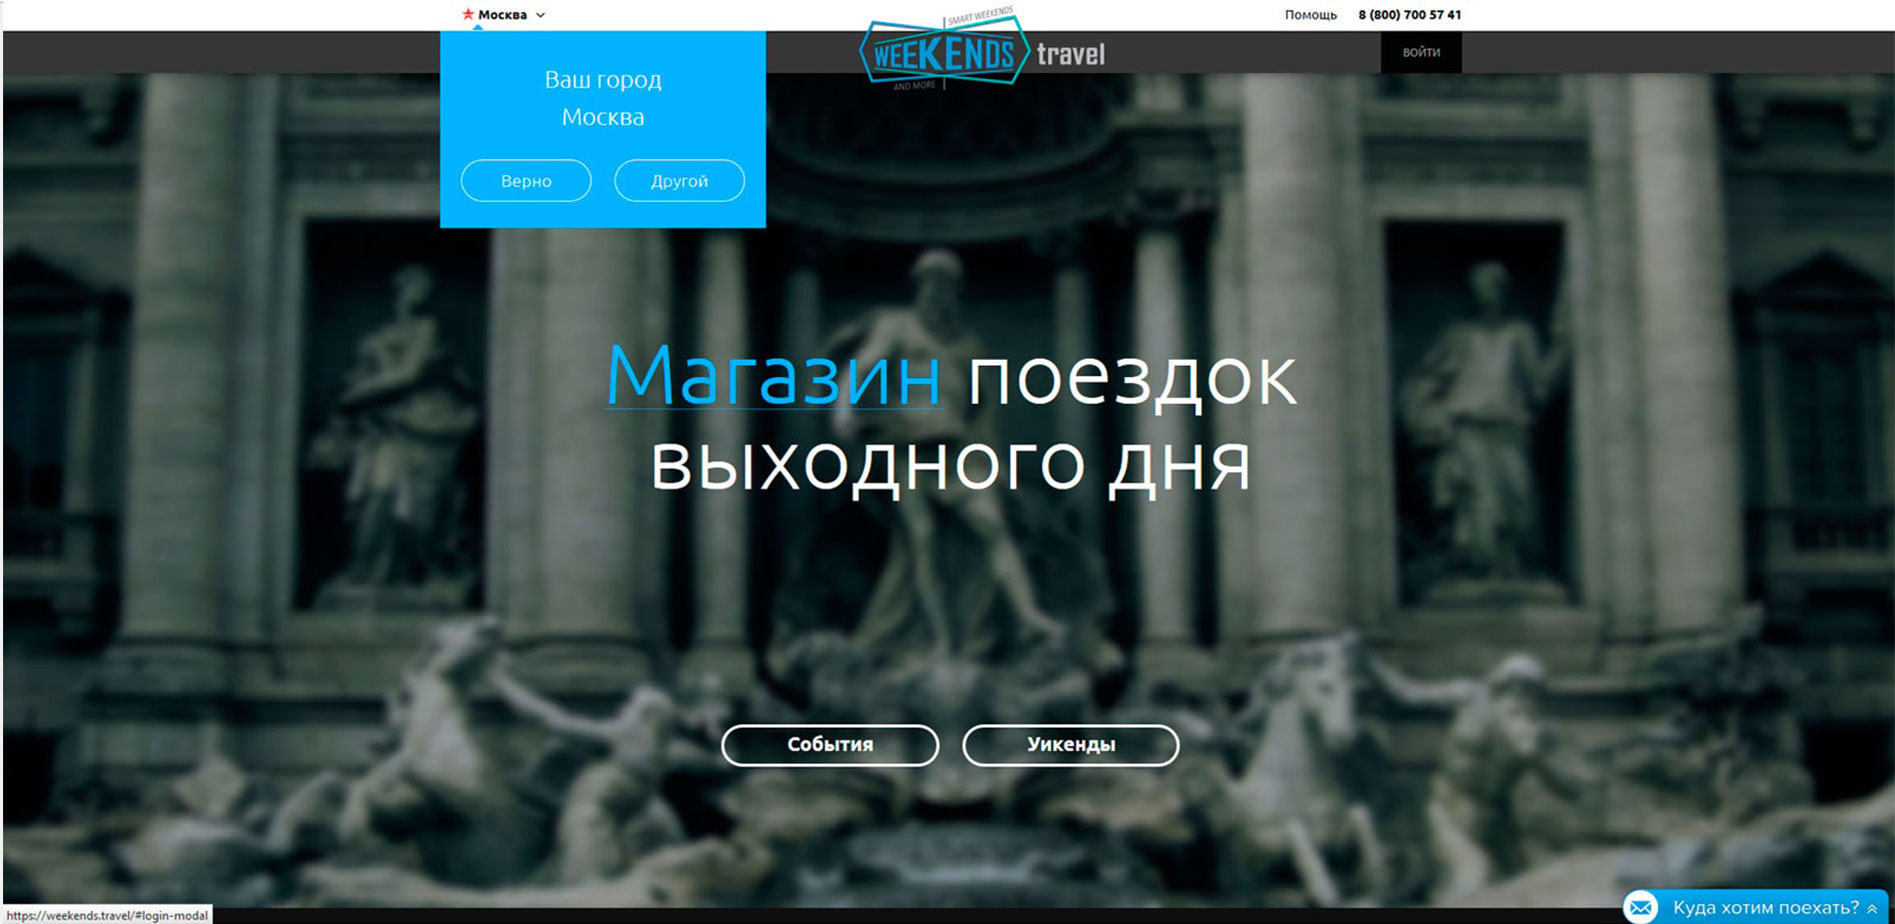 Москва
Помощь
8 (800) 700 57 41
SMART WEEKENDS
WEEKENDS
travel
AND MORE
ВОЙТИ
Ваш город
Москва
Верно
Другой
Магазин поездок
выходного дня
События
Уикенды
https://weekends.travel/#login-modal
Куда хотим поехать?